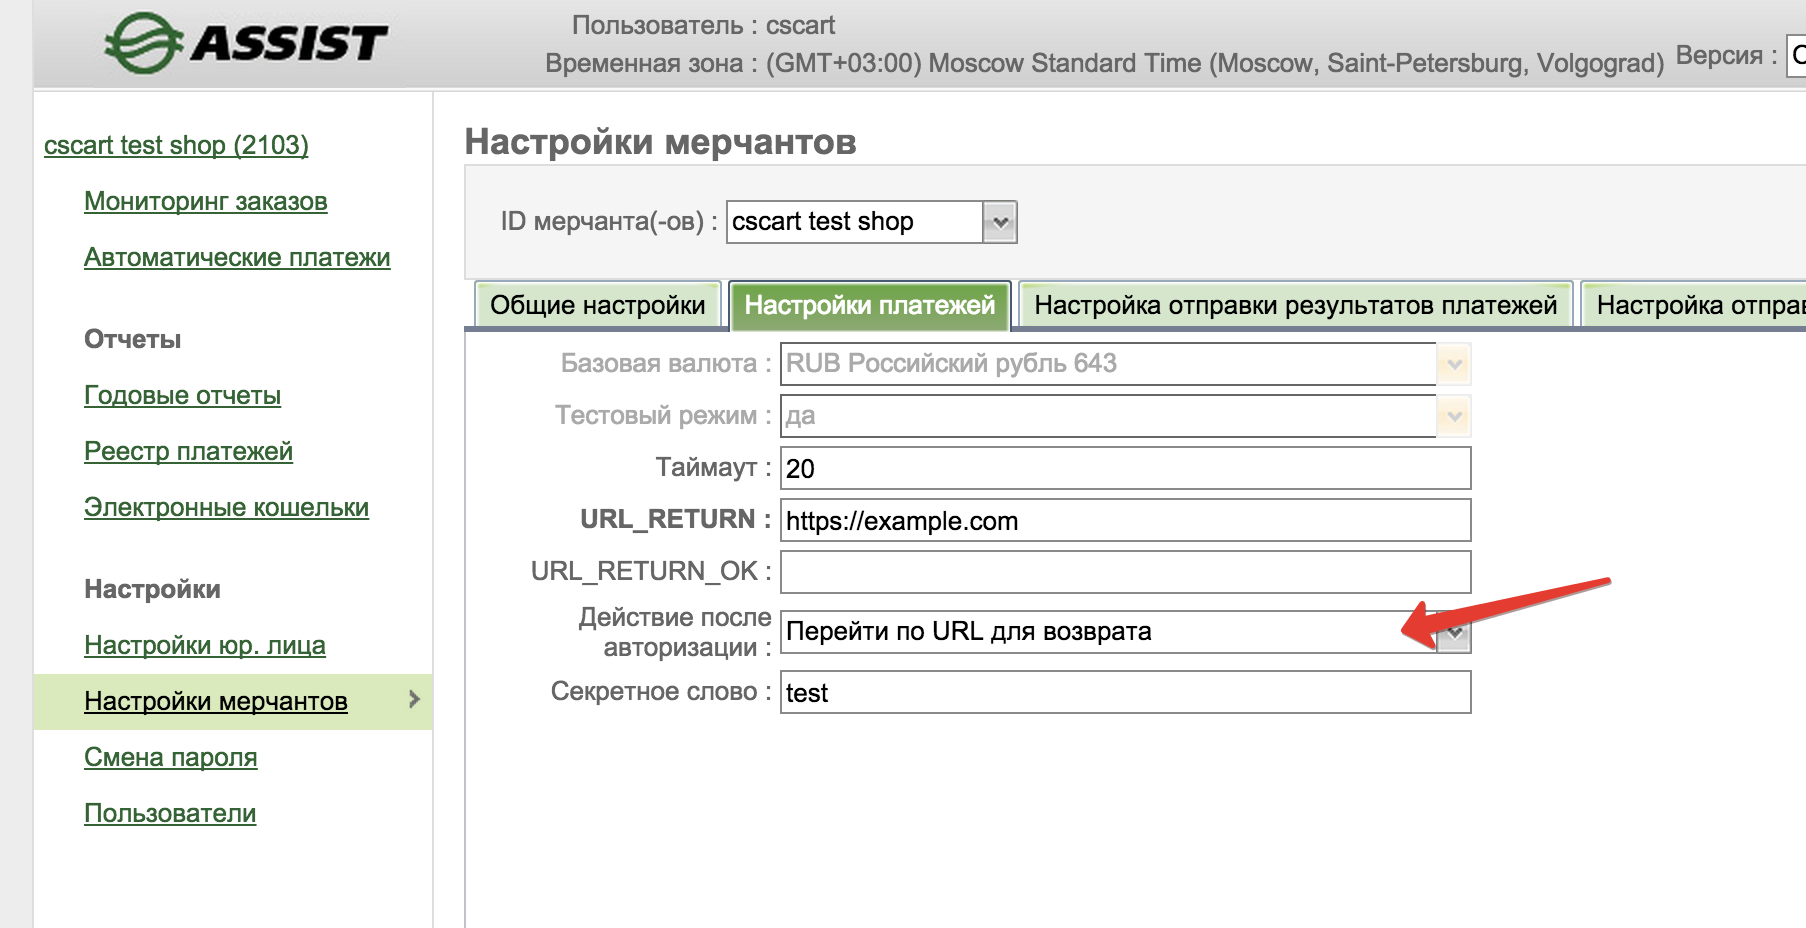 ASSIST
Пользователь : cscart
Временная зона : (GMT+03:00) Moscow Standard Time (Moscow, Saint-Petersburg, Volgograd)
Версия :
cscart test shop (2103)
Мониторинг заказов
Автоматические платежи
Отчеты
Годовые отчеты
Реестр платежей
Электронные кошельки
Настройки
Настройки юр. лица
Настройки мерчантов
Смена пароля
Пользователи
Настройки мерчантов
ID мерчанта(-ов) : cscart test shop
Общие настройки Настройки платежей Настройка отправки результатов платежей Настройка
Базовая валюта : RUB Российский рубль 643
Тестовый режим : да
Таймаут : 20
URL_RETURN : https://example.com
URL_RETURN_OK :
Действие после
авторизации : Перейти по URL для возврата
Секретное слово : test